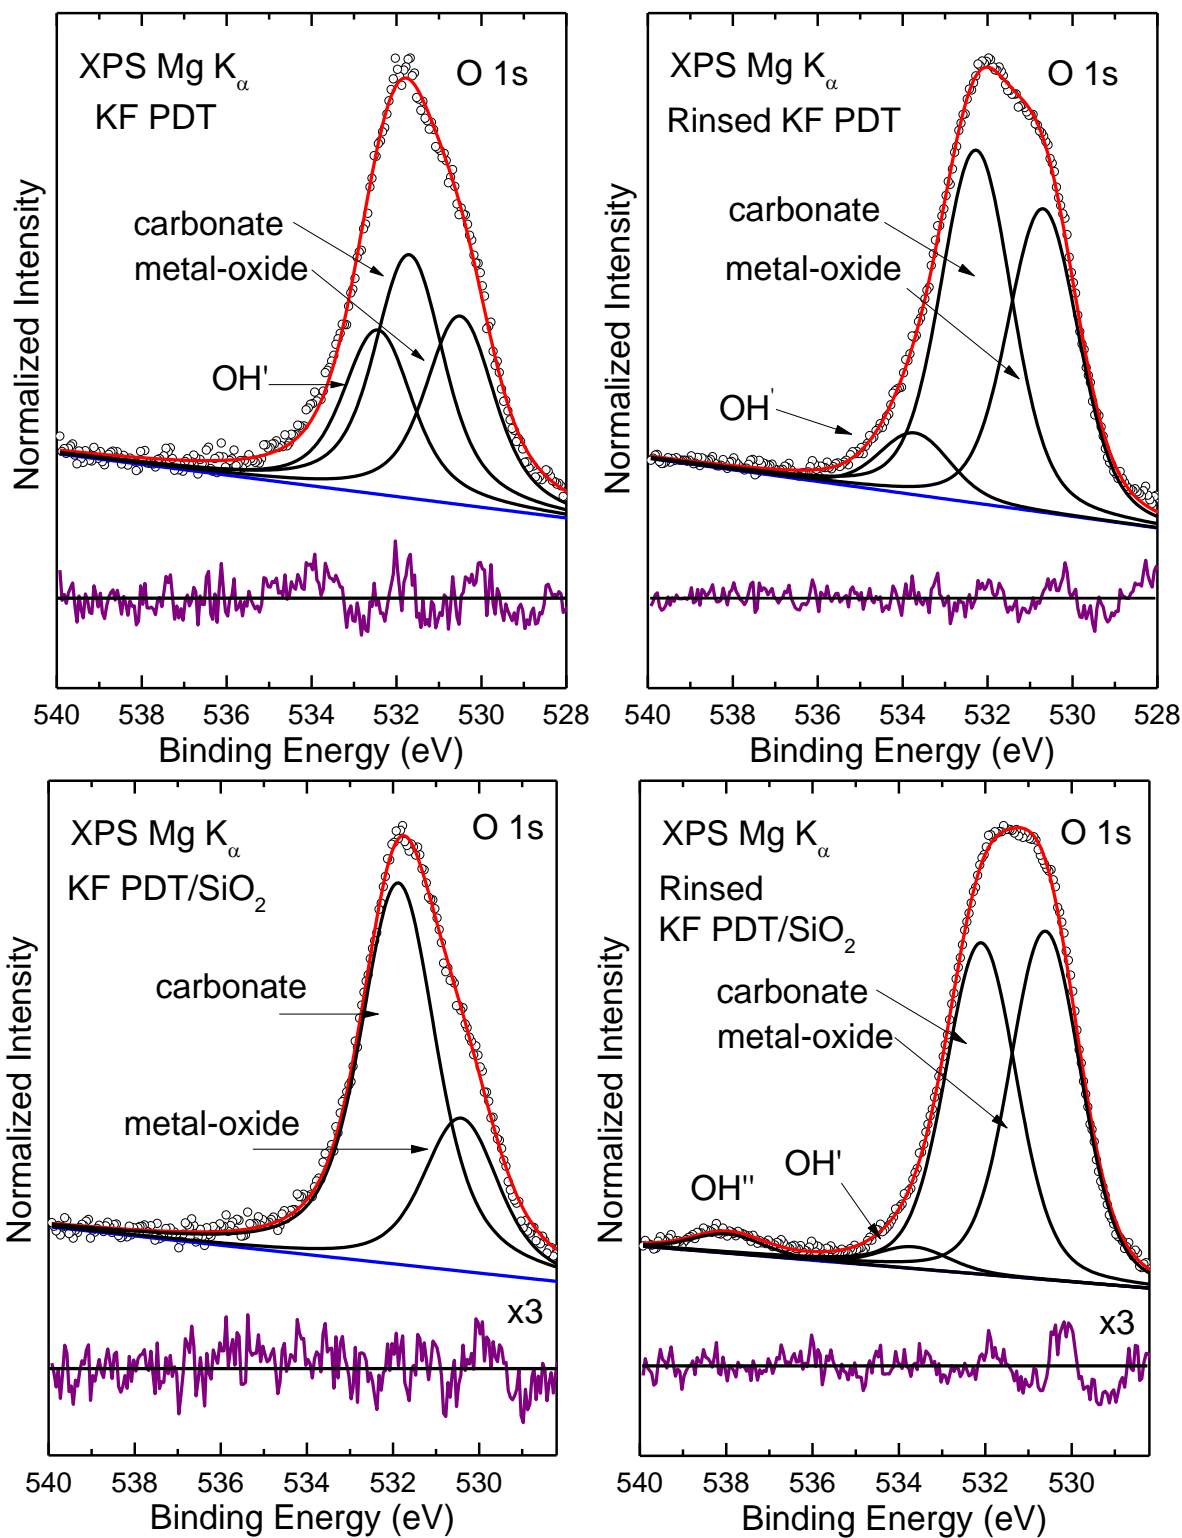 XPS Mg Kα
O 1s
KF PDT
carbonate
metal-oxide
OH'
Normalized Intensity
540 538 536 534 532 530 528
Binding Energy (eV)
XPS Mg Kα
O 1s
Rinsed KF PDT
carbonate
metal-oxide
OH'
Normalized Intensity
540 538 536 534 532 530 528
Binding Energy (eV)
XPS Mg Kα
O 1s
KF PDT/SiO2
carbonate
metal-oxide
x3
Normalized Intensity
540 538 536 534 532 530
Binding Energy (eV)
XPS Mg Kα
O 1s
Rinsed
KF PDT/SiO2
carbonate
metal-oxide
OH'
OH''
x3
Normalized Intensity
540 538 536 534 532 530
Binding Energy (eV)